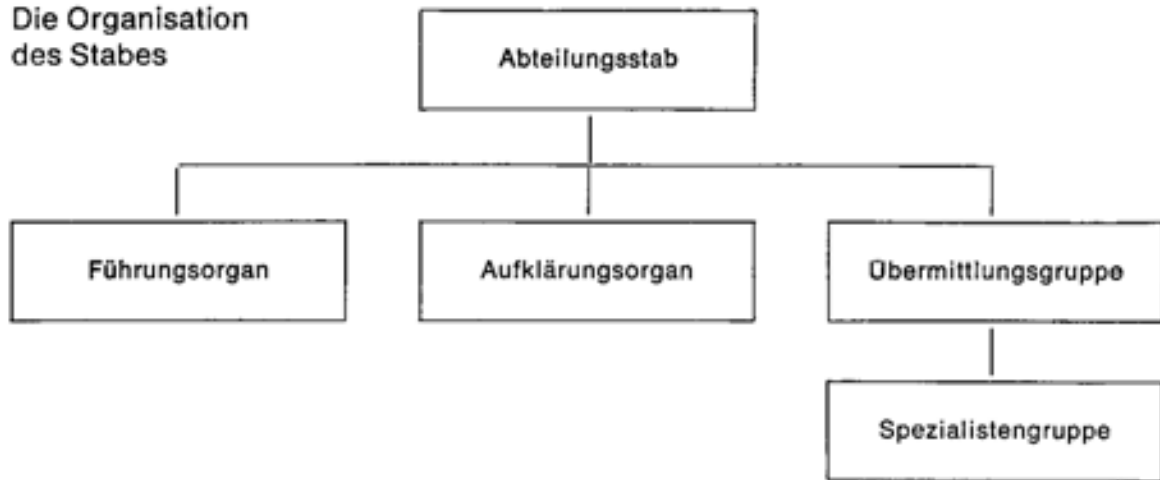 Die Organisation
des Stabes
Abteilungsstab
Führungsorgan
Aufklärungsorgan
Übermittlungsgruppe
Spezialistengruppe